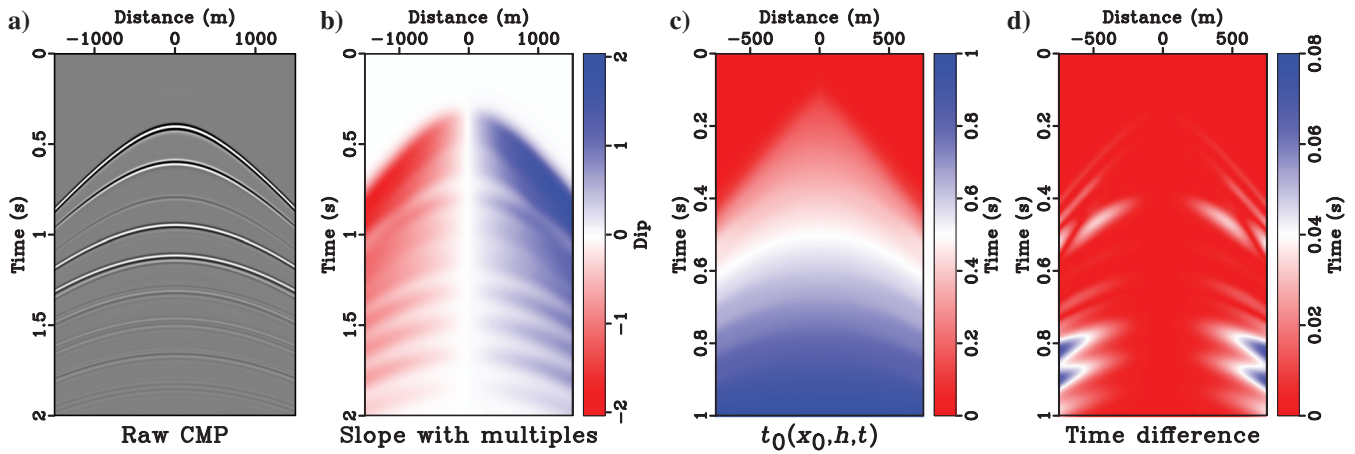 a)
Distance (m)
−1000 0 1000
Time (s)
0 0.5 1 1.5 2
Raw CMP
b)
Distance (m)
−1000 0 1000
Time (s)
0 0.5 1 1.5 2
Slope with multiples
2 1 0 −1 −2
Dip
c)
Distance (m)
−500 0 500
Time (s)
0 0.2 0.4 0.6 0.8 1
t0(x0,h,t)
1 0.8 0.6 0.4 0.2 0
Time (s)
d)
Distance (m)
−500 0 500
Time (s)
0 0.2 0.4 0.6 0.8 1
Time difference
0.08 0.06 0.04 0.02 0
Time (s)